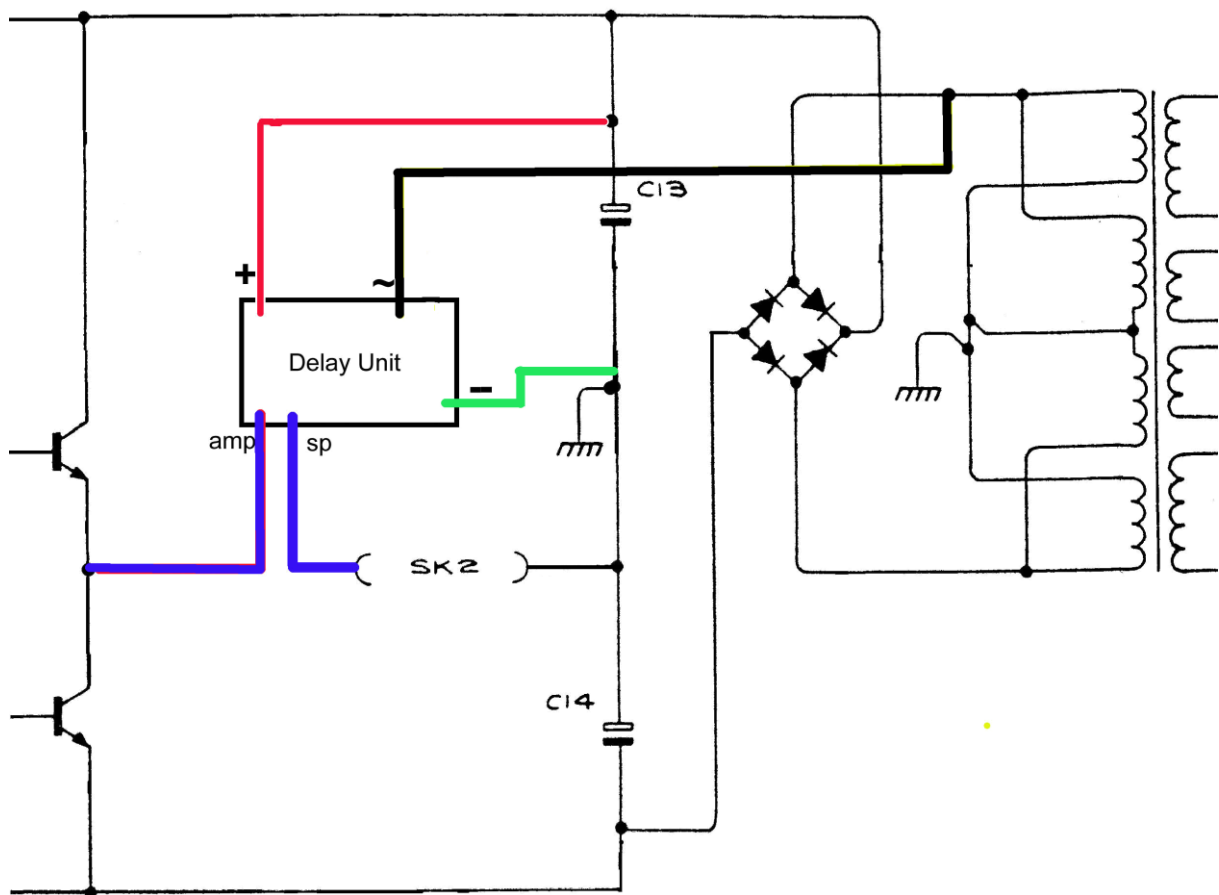 C13
+
~
Delay Unit
--
amp
sp
SK2
C14